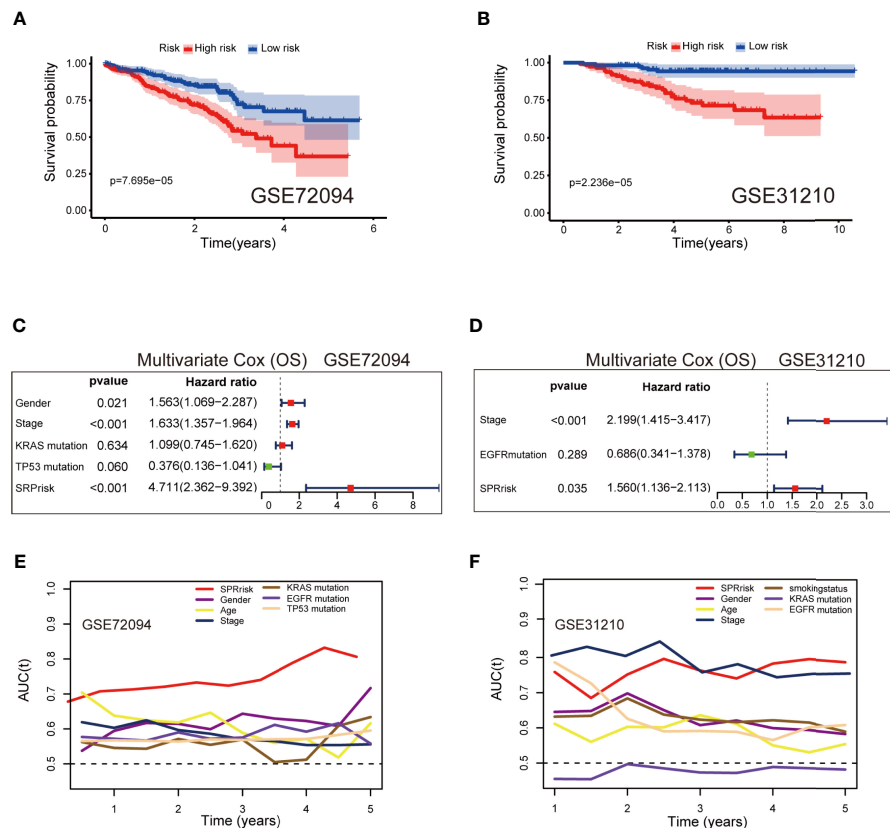 A
Risk High risk Low risk
Survival probability
1.00
0.75
0.50
0.25
0.00
p=7.695e−05
GSE72094
0 2 4 6
Time(years)
B
Risk High risk Low risk
Survival probability
1.00
0.75
0.50
0.25
0.00
p=2.236e−05
GSE31210
0 2 4 6 8 10
Time(years)
C
Multivariate Cox (OS) GSE72094
pvalue Hazard ratio
Gender 0.021 1.563(1.069−2.287)
Stage <0.001 1.633(1.357−1.964)
KRAS mutation 0.634 1.099(0.745−1.620)
TP53 mutation 0.060 0.376(0.136−1.041)
SRPrisk <0.001 4.711(2.362−9.392)
0 2 4 6 8
D
Multivariate Cox (OS) GSE31210
pvalue Hazard ratio
Stage <0.001 2.199(1.415−3.417)
EGFRmutation 0.289 0.686(0.341−1.378)
SPRrisk 0.035 1.560(1.136−2.113)
0.0 0.5 1.0 1.5 2.0 2.5 3.0
E
SPRrisk KRAS mutation
Gender EGFR mutation
Age TP53 mutation
Stage
GSE72094
AUC(t)
1.0
0.9
0.8
0.7
0.6
0.5
1 2 3 4 5
Time (years)
F
SPRrisk smokingstatus
Gender KRAS mutation
Age EGFR mutation
Stage
GSE31210
AUC(t)
1.0
0.9
0.8
0.7
0.6
0.5
1 2 3 4 5
Time (years)